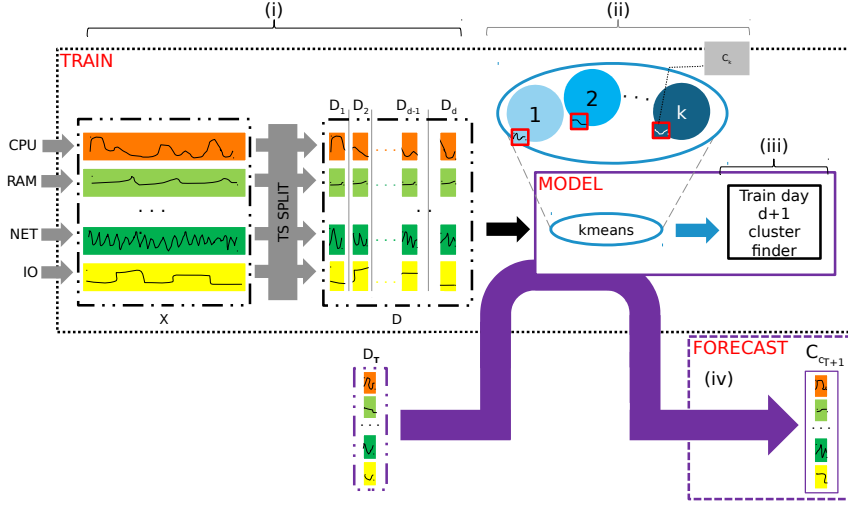 (i)
(ii)
TRAIN
C_k
D_1 D_2 D_{d-1} D_d
1 2 ... k
CPU
RAM
...
NET
IO
TS SPLIT
...
X
D
MODEL
(iii)
kmeans
Train day
d+1
cluster
finder
D_T
...
FORECAST
(iv)
C_{c_{T+1}}
....